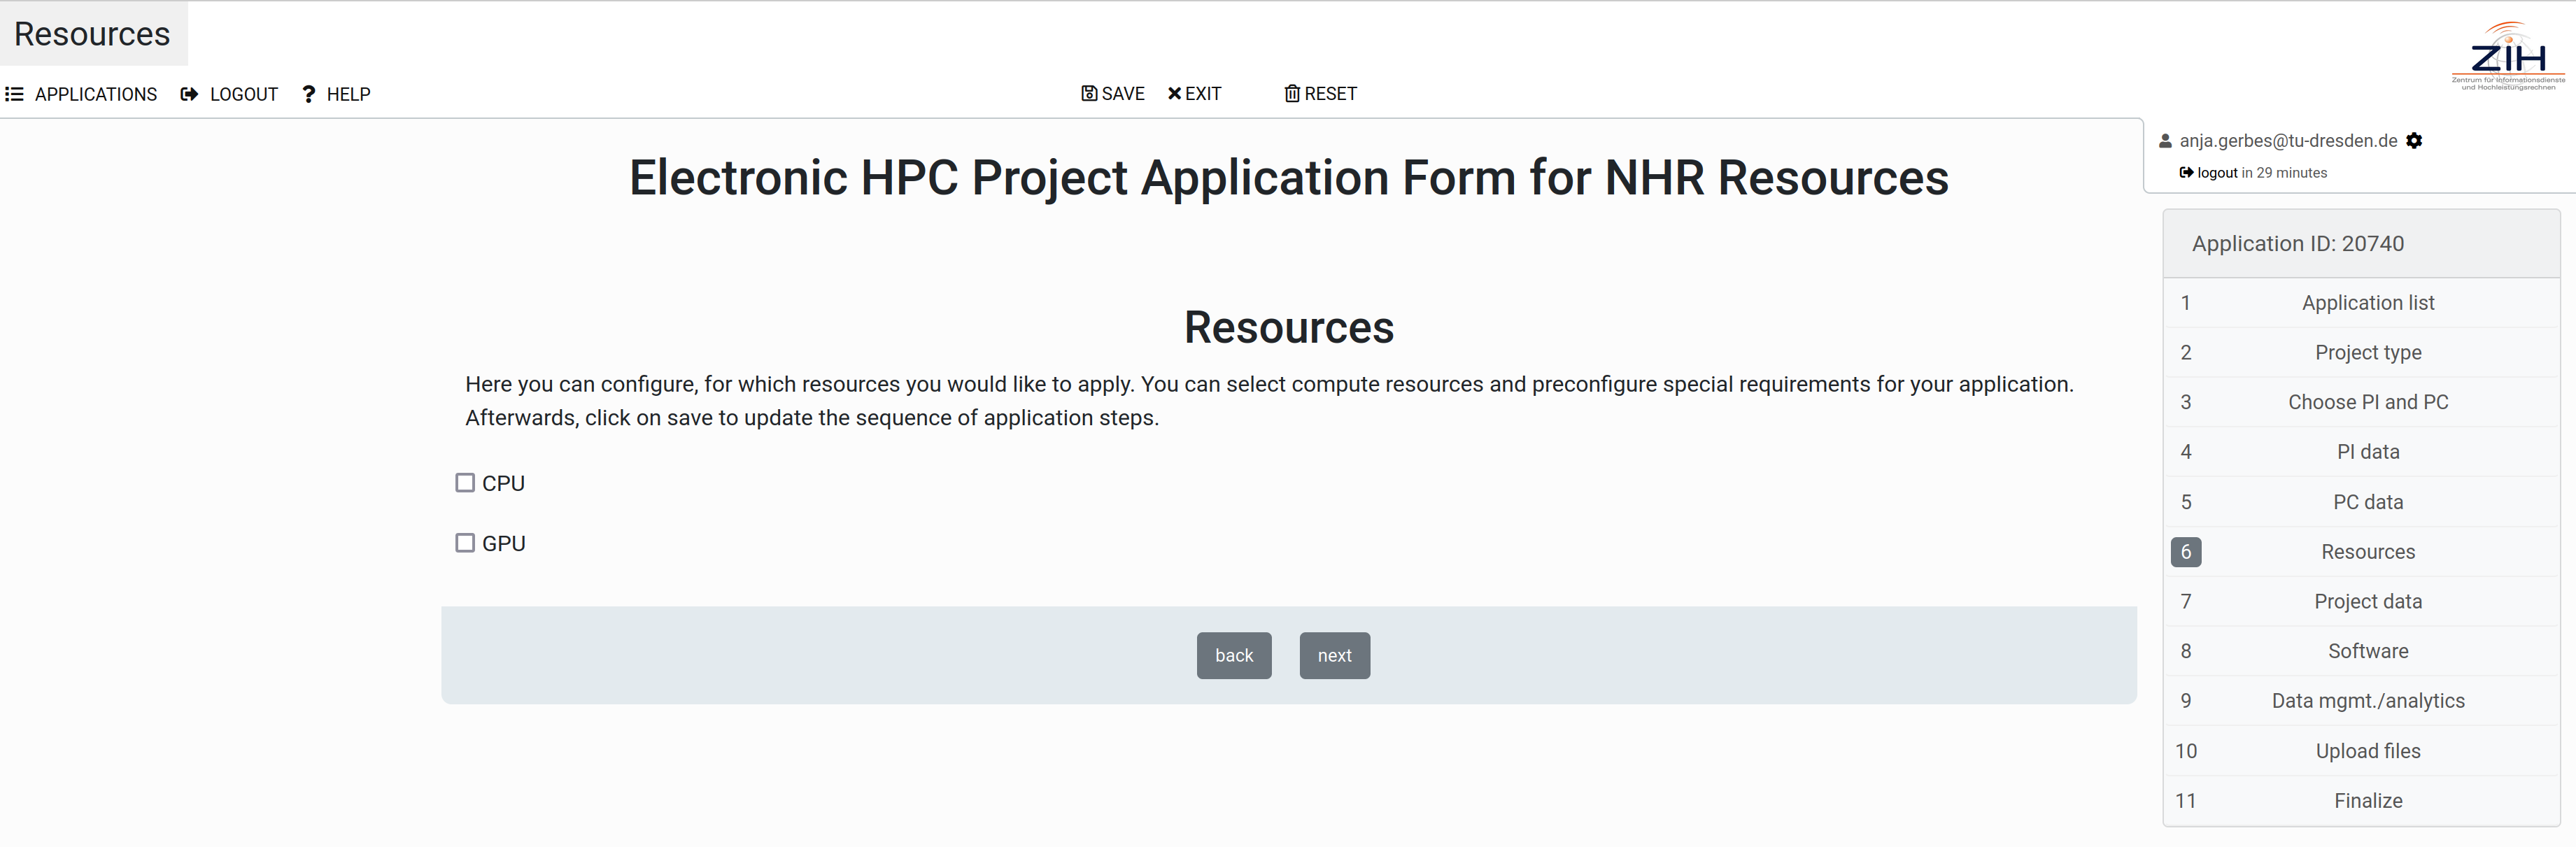 Resources
ZIH
Zentrum für Informationsdienste
und Hochleistungsrechnen
APPLICATIONS LOGOUT ? HELP SAVE EXIT RESET
anja.gerbes@tu-dresden.de
logout in 29 minutes
Electronic HPC Project Application Form for NHR Resources
Resources
Here you can configure, for which resources you would like to apply. You can select compute resources and preconfigure special requirements for your application.
Afterwards, click on save to update the sequence of application steps.
CPU
GPU
back next
Application ID: 20740
1 Application list
2 Project type
3 Choose PI and PC
4 PI data
5 PC data
6 Resources
7 Project data
8 Software
9 Data mgmt./analytics
10 Upload files
11 Finalize